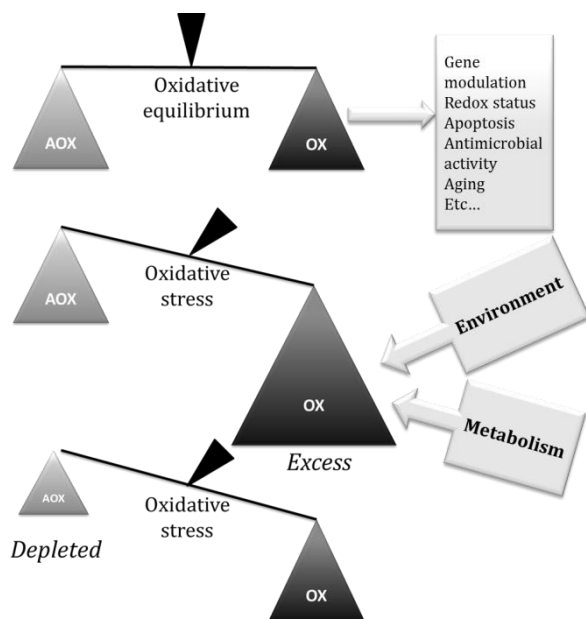 Oxidative
equilibrium
AOX
OX
Gene
modulation
Redox status
Apoptosis
Antimicrobial
activity
Aging
Etc...
Oxidative
stress
AOX
OX
Excess
Environment
Metabolism
Oxidative
stress
AOX
Depleted
OX